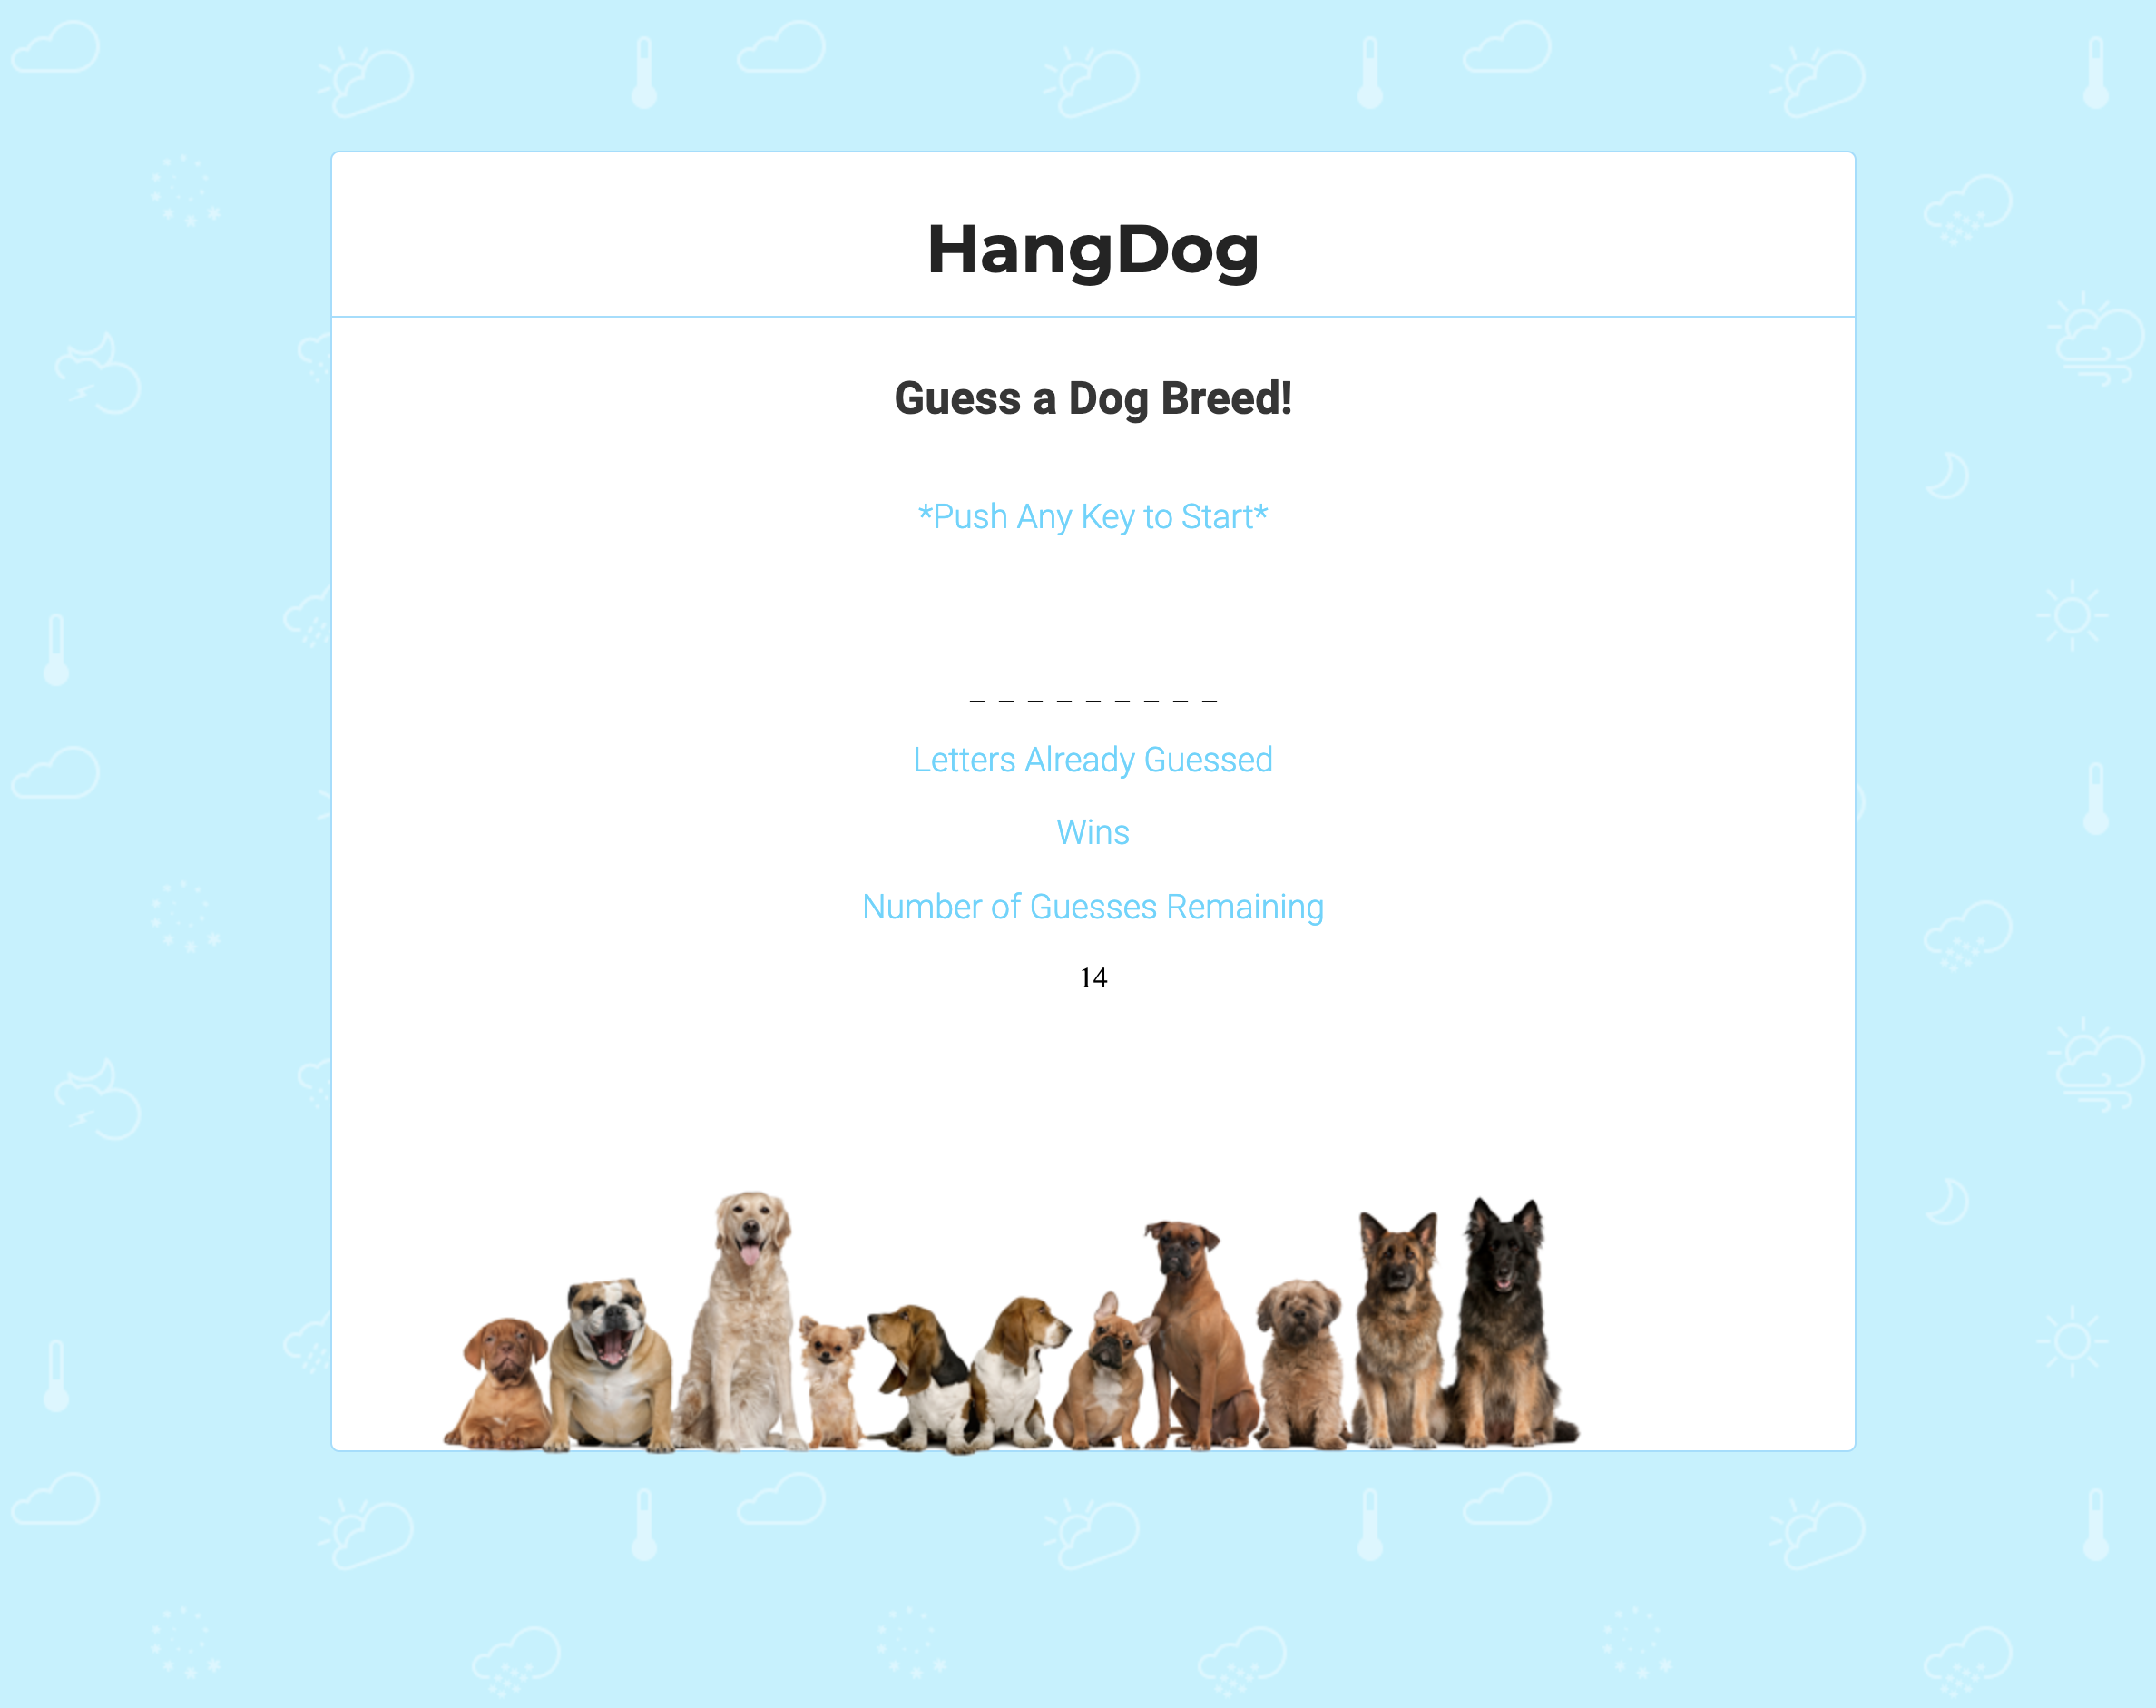 HangDog
Guess a Dog Breed!
*Push Any Key to Start*
_ _ _ _ _ _ _ _ _
Letters Already Guessed
Wins
Number of Guesses Remaining
14